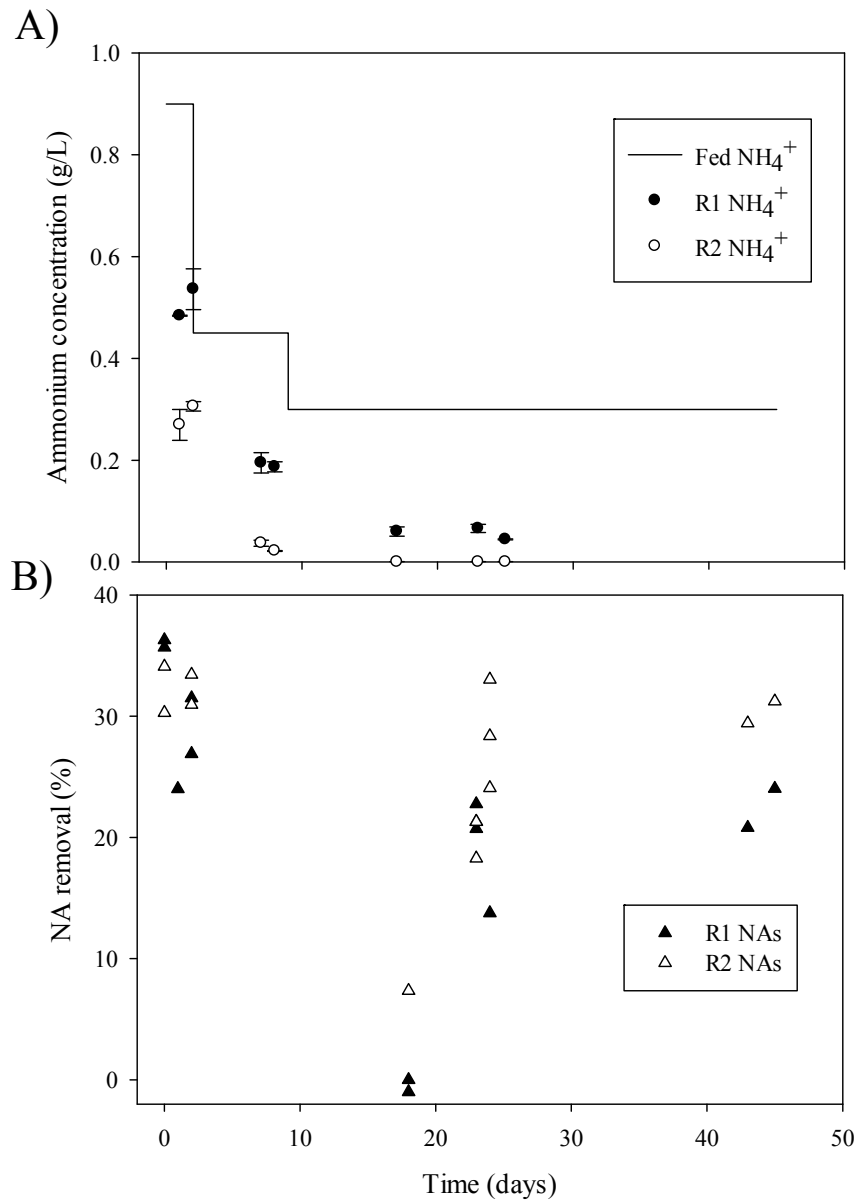 A)
Ammonium concentration (g/L)
1.0
0.8
0.6
0.4
0.2
0.0
Fed NH4+
R1 NH4+
R2 NH4+
B)
NA removal (%)
40
30
20
10
0
R1 NAs
R2 NAs
0 10 20 30 40 50
Time (days)